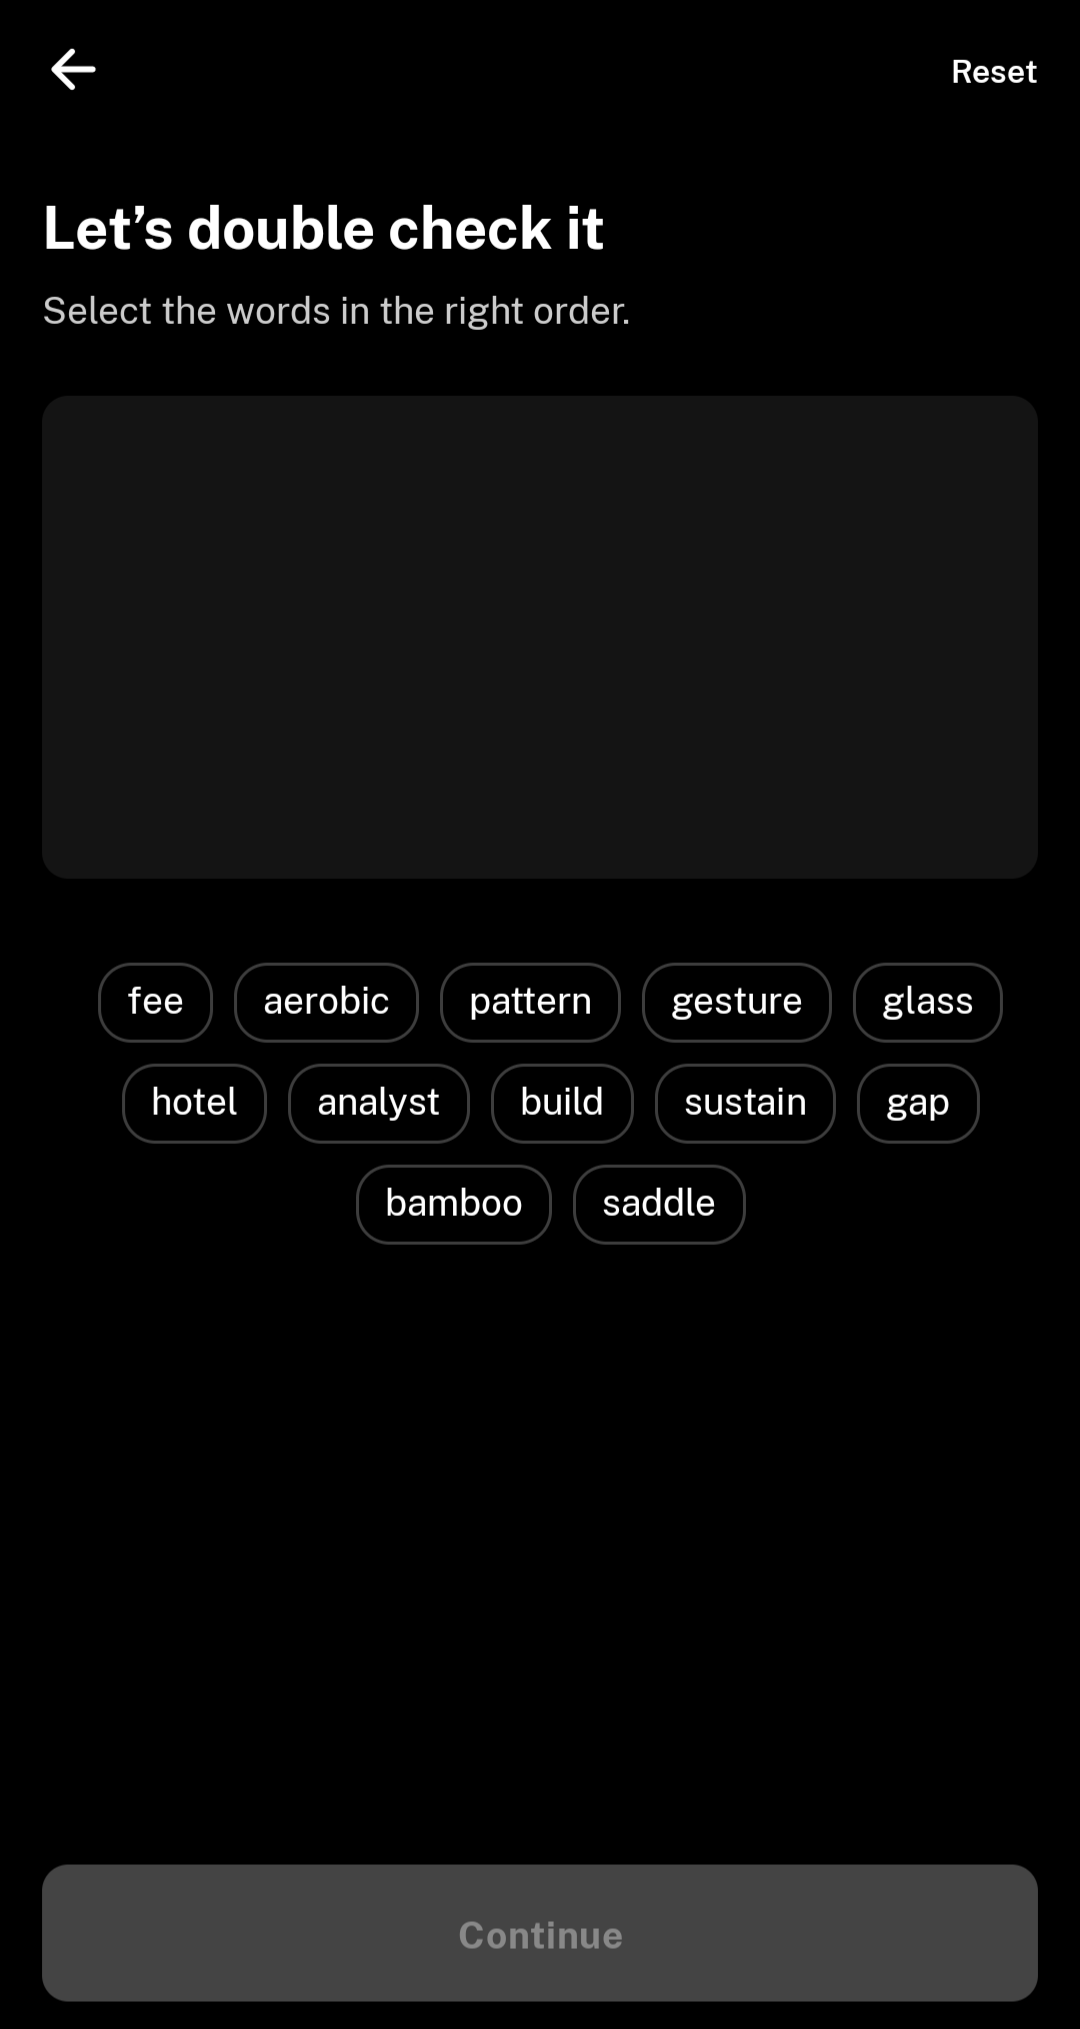 Reset
Let’s double check it
Select the words in the right order.
fee aerobic pattern gesture glass
hotel analyst build sustain gap
bamboo saddle
Continue